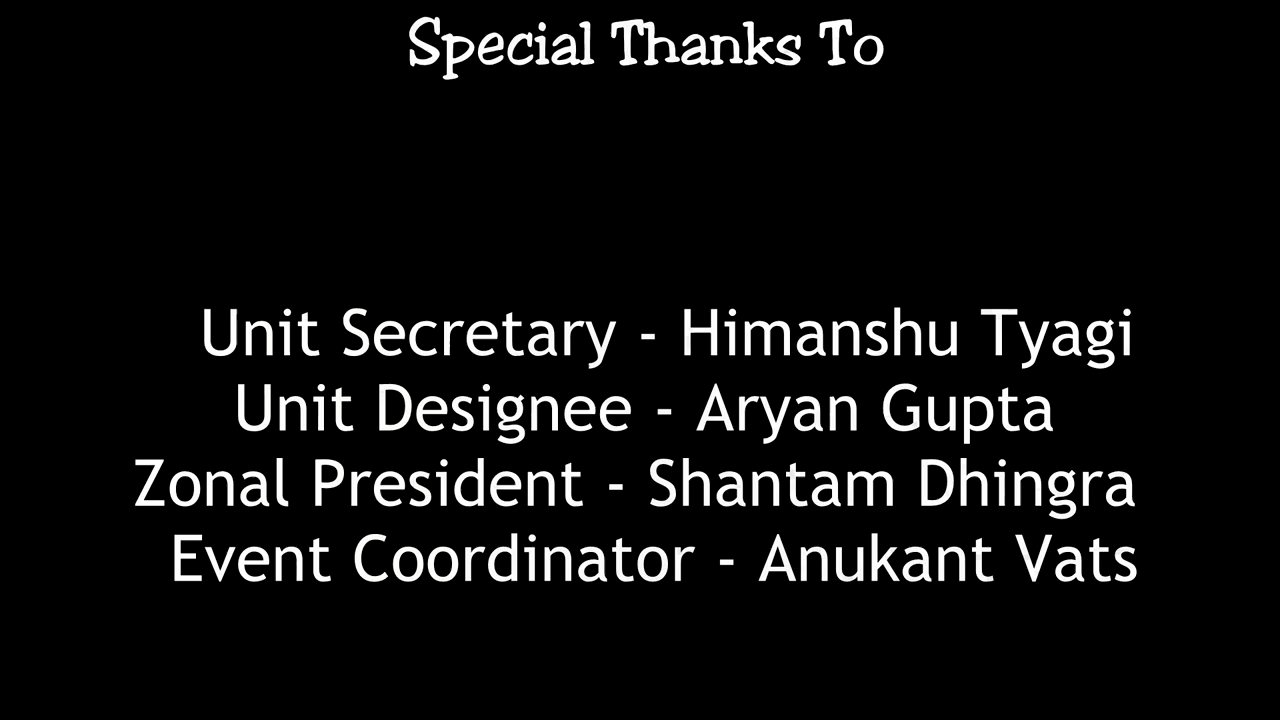 Special Thanks To
Unit Secretary - Himanshu Tyagi
Unit Designee - Aryan Gupta
Zonal President - Shantam Dhingra
Event Coordinator - Anukant Vats